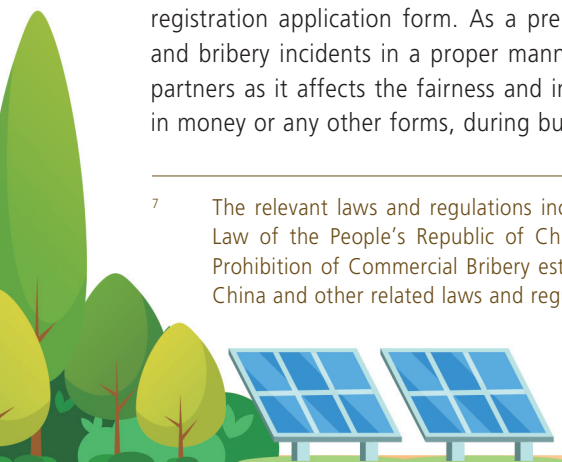 registration application form. As a pre
and bribery incidents in a proper mann
partners as it affects the fairness and in
in money or any other forms, during bu
7 The relevant laws and regulations inc
Law of the People's Republic of Ch
Prohibition of Commercial Bribery est
China and other related laws and reg